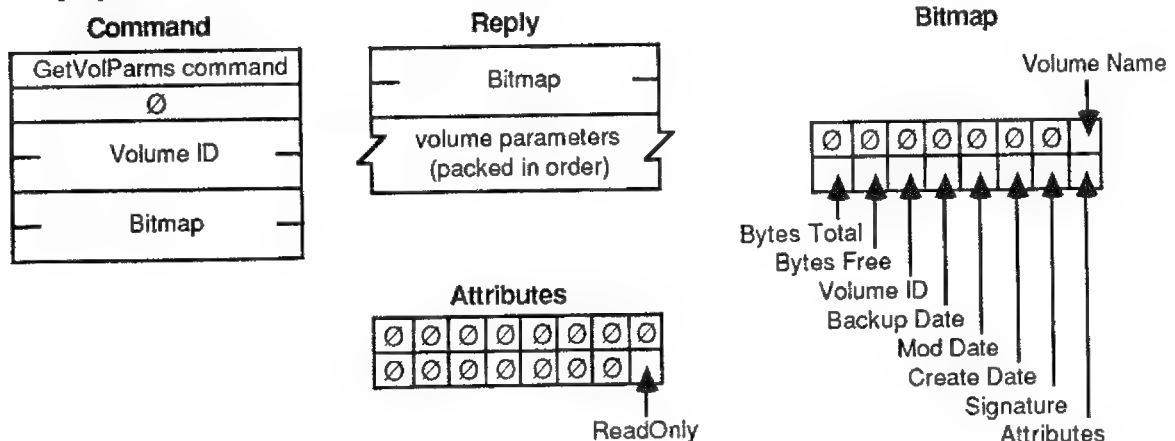 Command
GetVolParms command
Ø
Volume ID
Bitmap
Reply
Bitmap
volume parameters
(packed in order)
Attributes
Ø Ø Ø Ø Ø Ø Ø Ø
Ø Ø Ø Ø Ø Ø Ø
ReadOnly
Bitmap
Volume Name
Ø Ø Ø Ø Ø Ø Ø
Bytes Total
Bytes Free
Volume ID
Backup Date
Mod Date
Create Date
Signature
Attributes